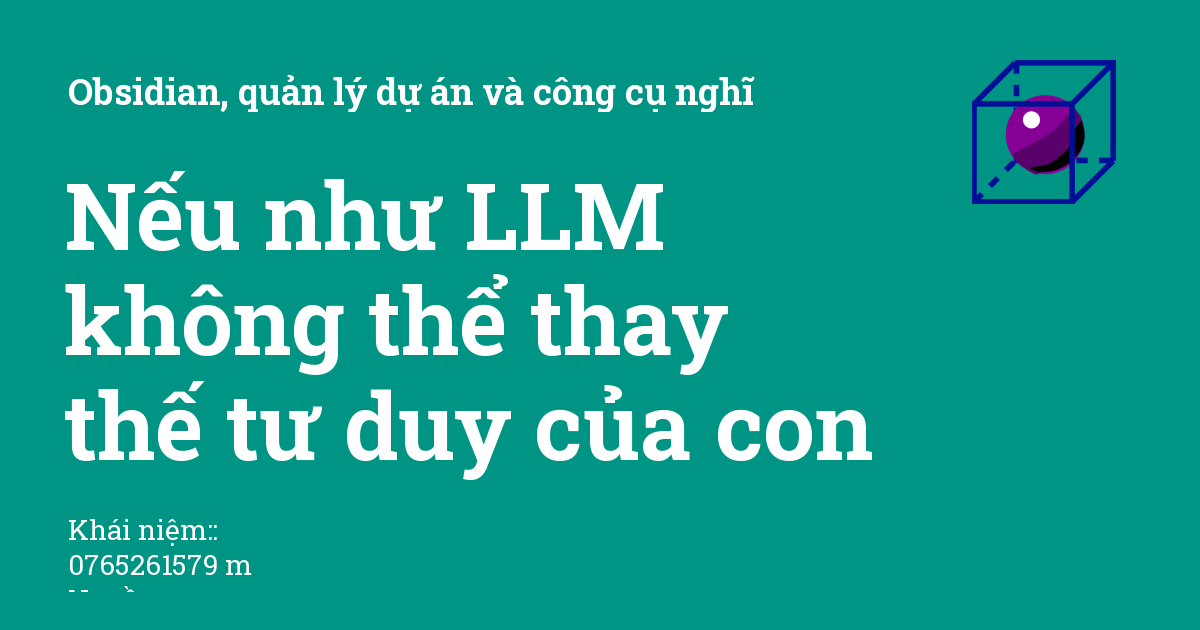 Obsidian, quản lý dự án và công cụ nghĩ
Nếu như LLM
không thể thay
thế tư duy của con
Khái niệm::
0765261579 m